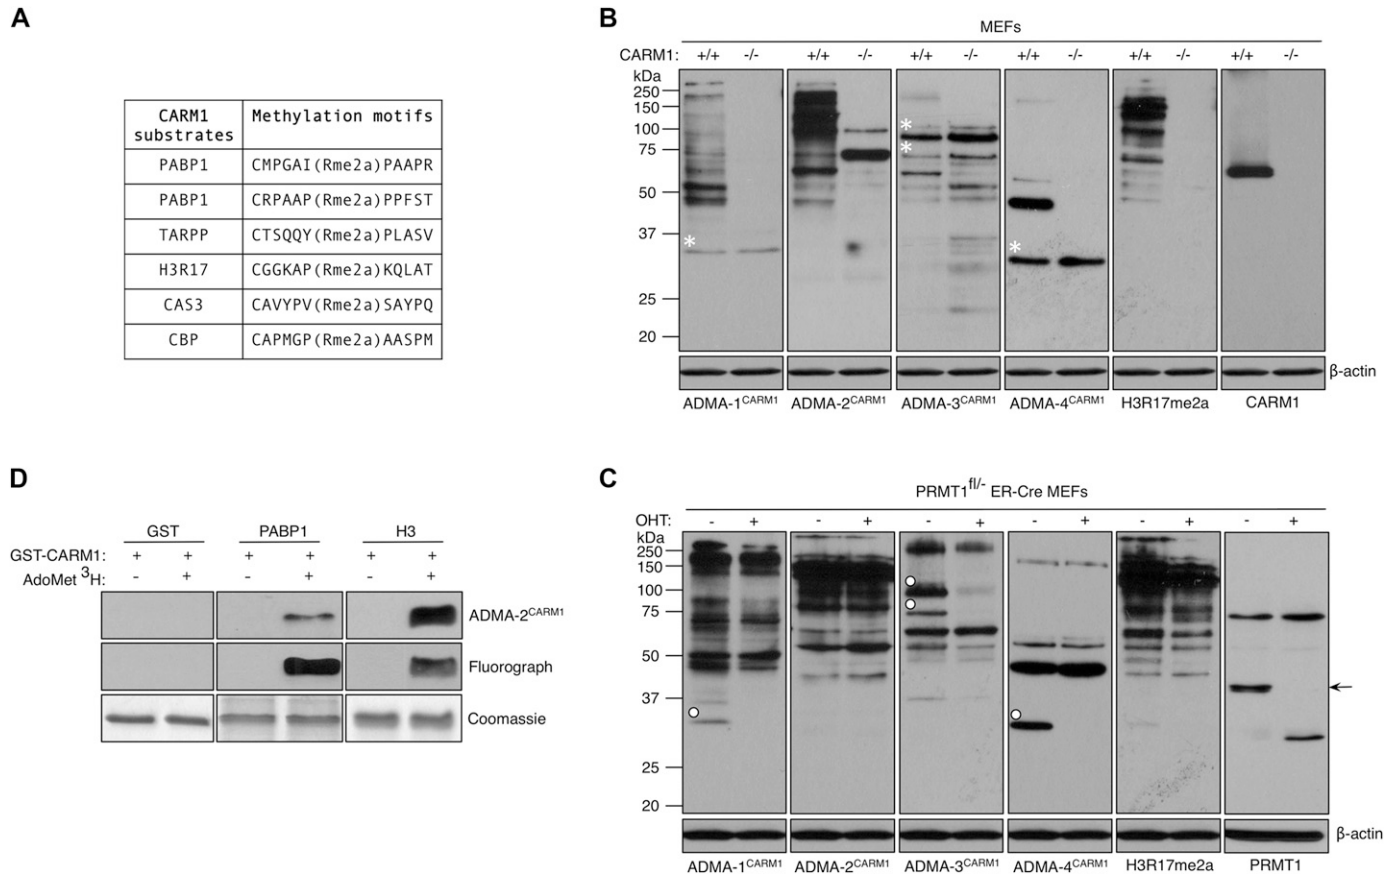 A
CARM1 substrates Methylation motifs
PABP1 CMPGAI(Rme2a)PAAPR
PABP1 CRPAAP(Rme2a)PPFST
TARPP CTSQQY(Rme2a)PLASV
H3R17 CGGKAP(Rme2a)KQLAT
CAS3 CAVYPV(Rme2a)SAYPQ
CBP CAPMGP(Rme2a)AASPM
B
MEFs
CARM1: +/+ -/- +/+ -/- +/+ -/- +/+ -/- +/+ -/- +/+ -/-
kDa
250
150
100
75
50
37
25
20
* * * *
β-actin
ADMA-1CARM1 ADMA-2CARM1 ADMA-3CARM1 ADMA-4CARM1 H3R17me2a CARM1
D
GST PABP1 H3
GST-CARM1: + + + + + +
AdoMet 3H: - + - + - +
ADMA-2CARM1
Fluorograph
Coomassie
C
PRMT1fl/- ER-Cre MEFs
OHT: - + - + - + - + - + - +
kDa
250
150
100
75
50
37
25
20
β-actin
ADMA-1CARM1 ADMA-2CARM1 ADMA-3CARM1 ADMA-4CARM1 H3R17me2a PRMT1